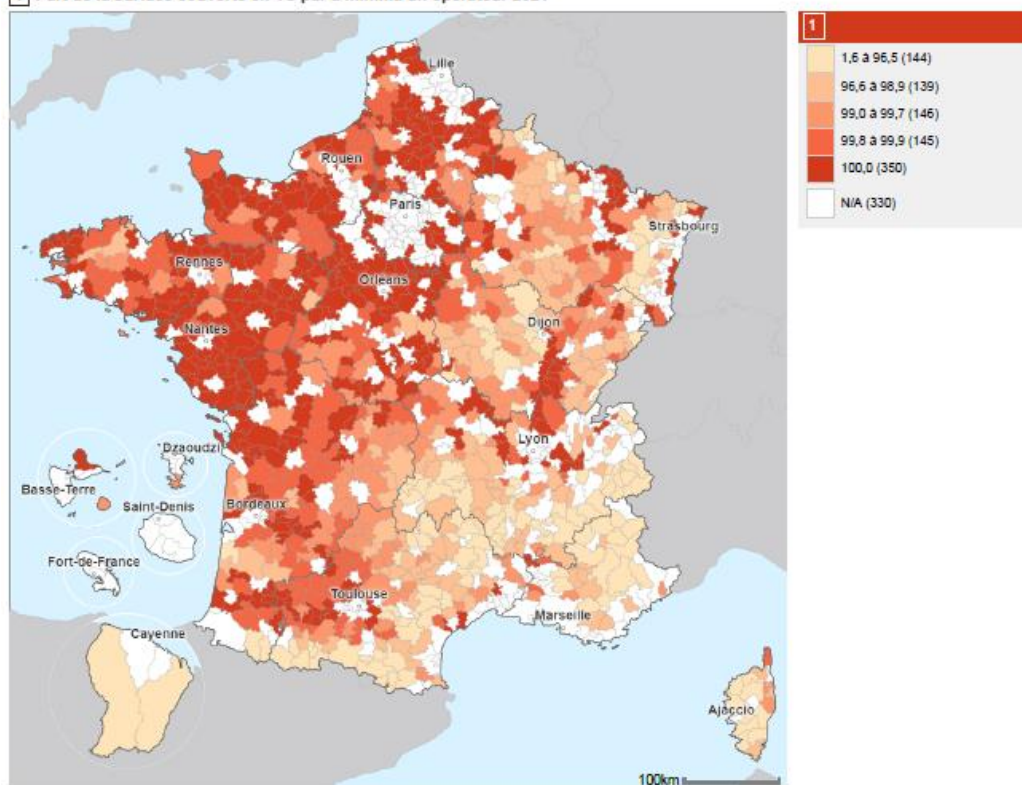 1
1,6 à 96,5 (144)
96,6 à 98,9 (139)
99,0 à 99,7 (146)
99,8 à 99,9 (145)
100,0 (350)
N/A (330)
Lille
Rouen
Paris
Strasbourg
Rennes
Orléans
Nantes
Dijon
Lyon
Dzaoudzi
Basse-Terre
Saint-Denis
Bordeaux
Fort-de-France
Toulouse
Marseille
Cayenne
Ajaccio
100km